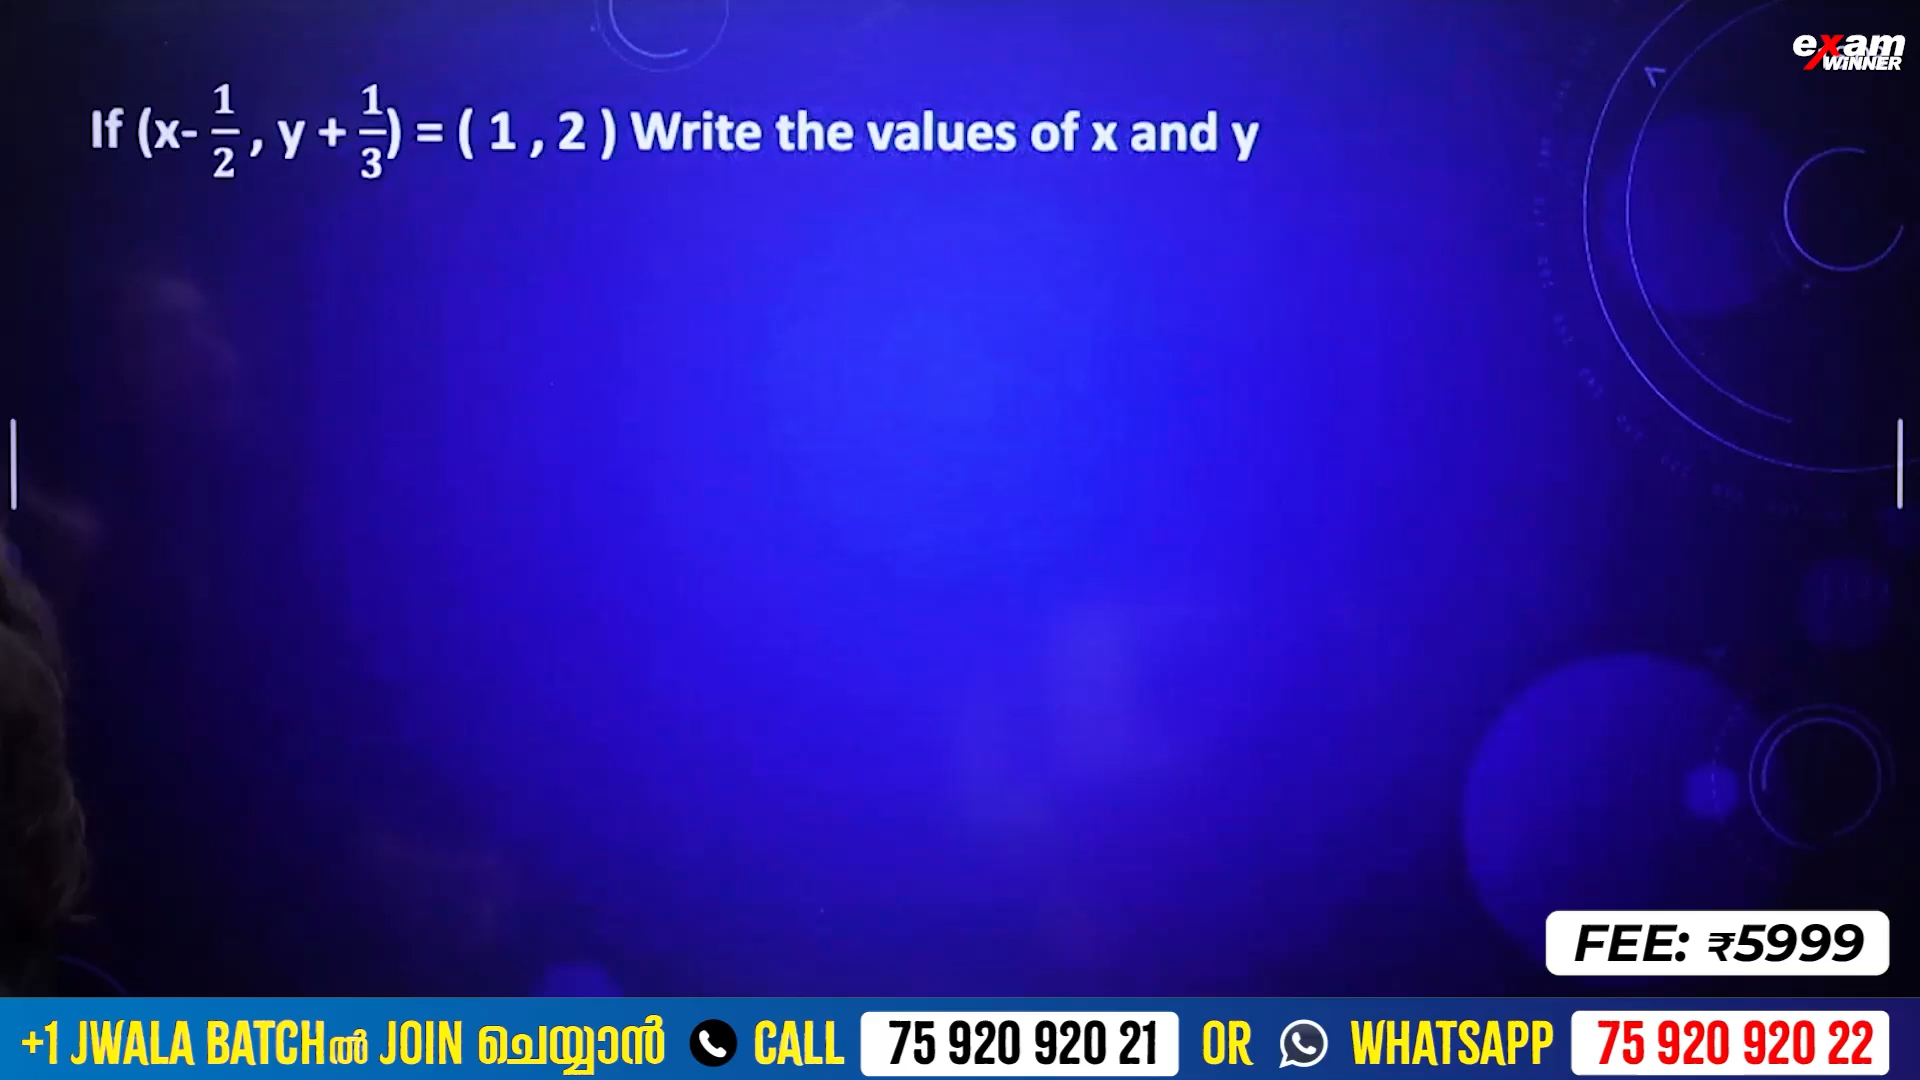 exam
WINNER
If (x- 1/2 , y + 1/3) = ( 1 , 2 ) Write the values of x and y
FEE: ₹5999
+1 JWALA BATCHൽ JOIN ചെയ്യാൻ CALL 75 920 920 21 OR WHATSAPP 75 920 920 22